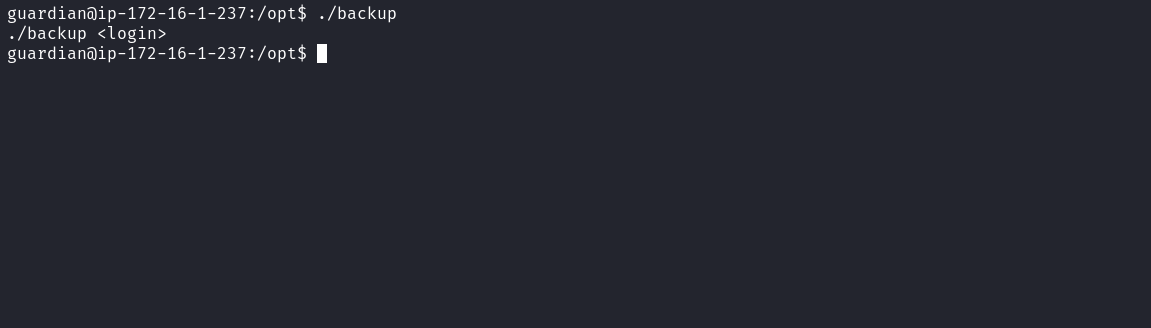 guardian@ip-172-16-1-237:/opt$ ./backup
./backup <login>
guardian@ip-172-16-1-237:/opt$